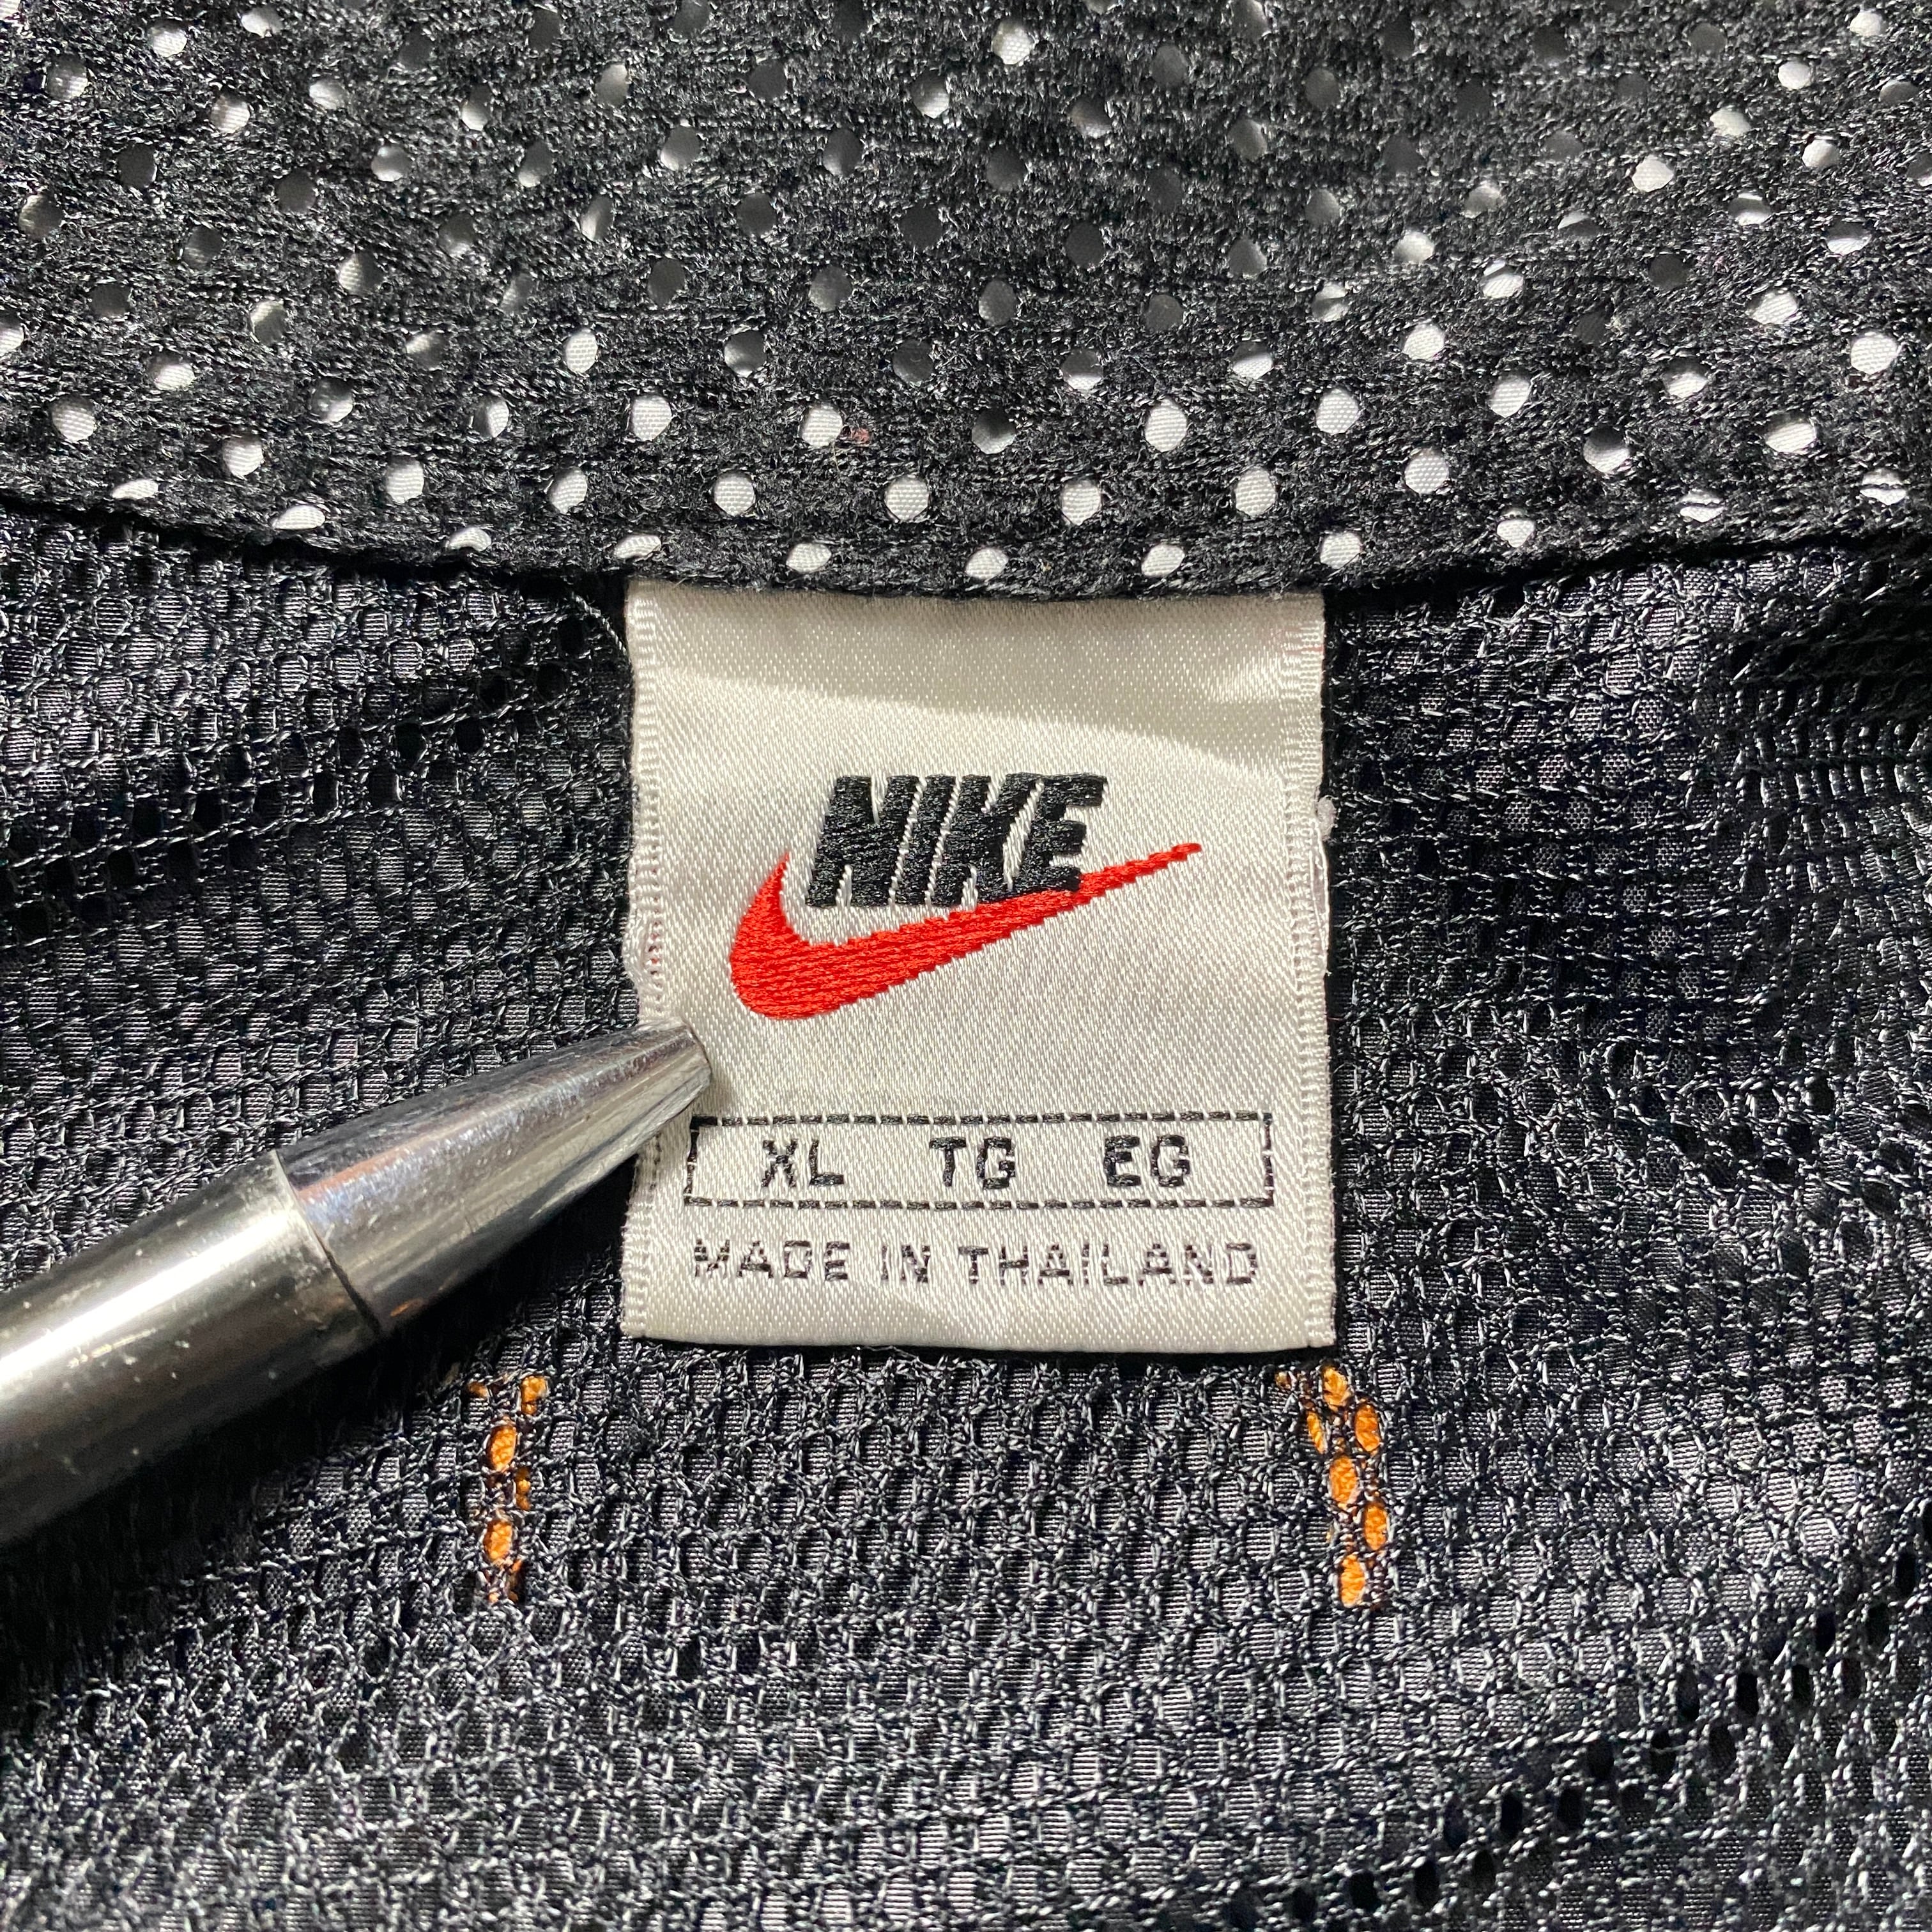 NIKE
XL TG EG
MADE IN THAILAND